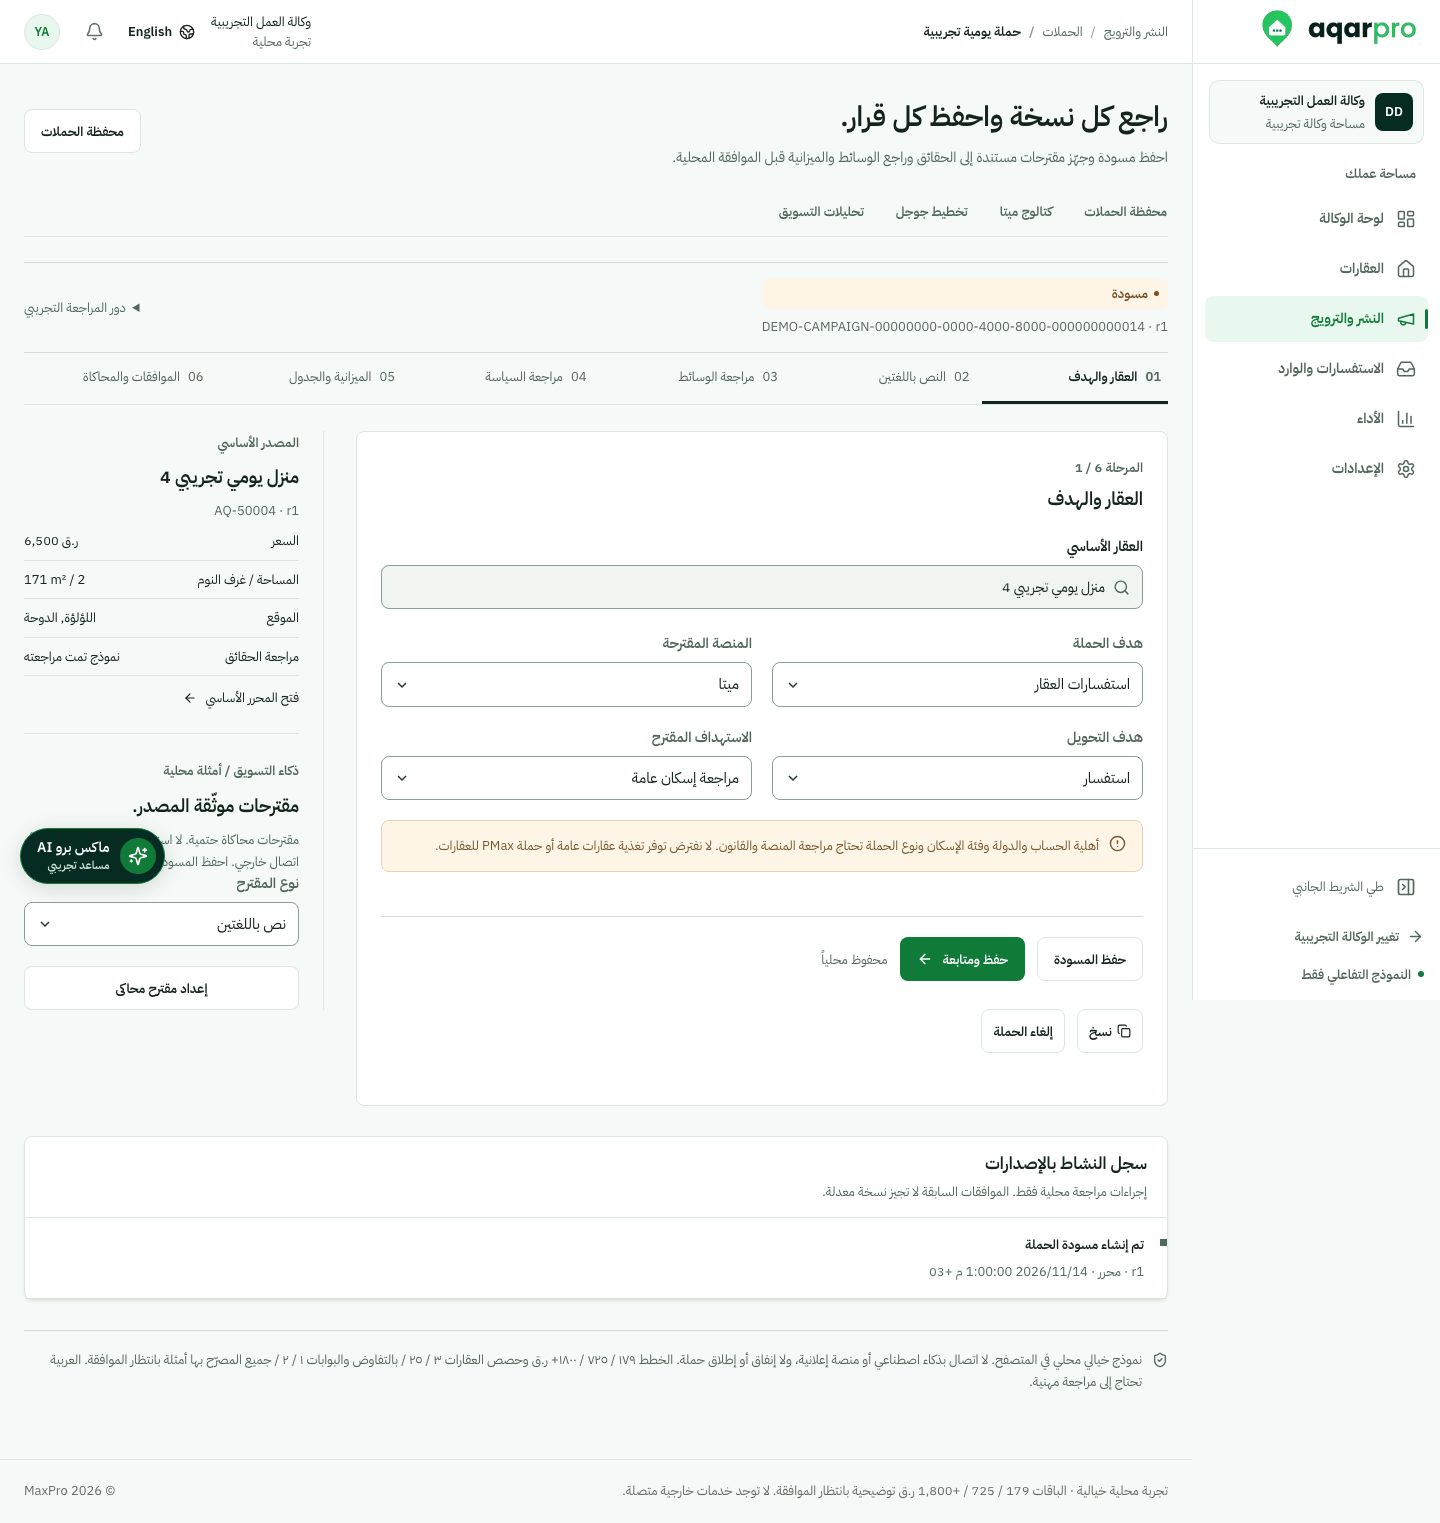 aqarpro
النشر والترويج / الحملات / حملة يومية تجريبية
وكالة العمل التجريبية
تجربة محلية
English
YA
DD
وكالة العمل التجريبية
مساحة وكالة تجريبية
مساحة عملك
لوحة الوكالة
العقارات
النشر والترويج
الاستفسارات والوارد
الأداء
الإعدادات
طي الشريط الجانبي
تغيير الوكالة التجريبية
النموذج التفاعلي فقط
راجع كل نسخة واحفظ كل قرار.
احفظ مسودة وجهّز مقترحات مستندة إلى الحقائق وراجع الوسائط والميزانية قبل الموافقة المحلية.
محفظة الحملات
محفظة الحملات
كتالوج ميتا
تخطيط جوجل
تحليلات التسويق
مسودة
DEMO-CAMPAIGN-00000000-0000-4000-8000-000000000014 · r1
دور المراجعة التجريبي
01 العقار والهدف
02 النص باللغتين
03 مراجعة الوسائط
04 مراجعة السياسة
05 الميزانية والجدول
06 الموافقات والمحاكاة
المرحلة 6 / 1
العقار والهدف
العقار الأساسي
منزل يومي تجريبي 4
هدف الحملة
استفسارات العقار
المنصة المقترحة
ميتا
هدف التحويل
استفسار
الاستهداف المقترح
مراجعة إسكان عامة
أهلية الحساب والدولة وفئة الإسكان ونوع الحملة تحتاج مراجعة المنصة والقانون. لا نفترض توفر تغذية عقارات عامة أو حملة PMax للعقارات.
حفظ المسودة
حفظ ومتابعة
محفوظ محلياً
نسخ
إلغاء الحملة
المصدر الأساسي
منزل يومي تجريبي 4
AQ-50004 · r1
السعر
6,500 ر.ق
المساحة / غرف النوم
171 m² / 2
الموقع
اللؤلؤة, الدوحة
مراجعة الحقائق
نموذج تمت مراجعته
فتح المحرر الأساسي
ذكاء التسويق / أمثلة محلية
مقترحات موثّقة المصدر.
مقترحات محاكاة حتمية. لا
اتصال خارجي. احفظ
ماكس برو AI
مساعد تجريبي
نوع المقترح
نص باللغتين
إعداد مقترح محاكى
سجل النشاط بالإصدارات
إجراءات مراجعة محلية فقط. الموافقات السابقة لا تجيز نسخة معدلة.
تم إنشاء مسودة الحملة
r1 · محرر · 2026/11/14 1:00:00 م +03
نموذج خيالي محلي في المتصفح. لا اتصال بذكاء اصطناعي أو منصة إعلانية، ولا إنفاق أو إطلاق حملة. الخطط ١٧٩ / ٧٢٥ / ١٨٠٠+ ر.ق وحصص العقارات ٣ / ٢٥ / بالتفاوض والبوابات ١ / ٢ / جميع المصرّح بها أمثلة بانتظار الموافقة. العربية
تحتاج إلى مراجعة مهنية.
تجربة محلية خيالية · الباقات 179 / 725 / +1,800 ر.ق توضيحية بانتظار الموافقة. لا توجد خدمات خارجية متصلة.
© 2026 MaxPro